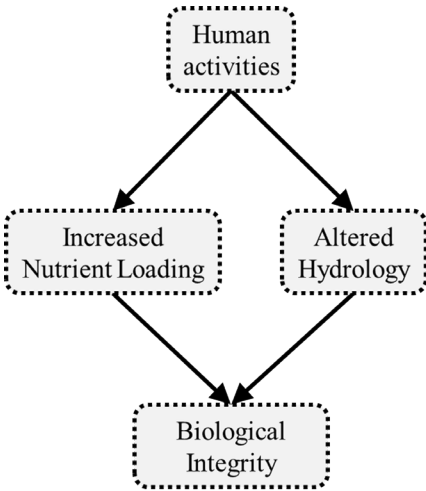 Human
activities
Increased
Nutrient Loading
Altered
Hydrology
Biological
Integrity